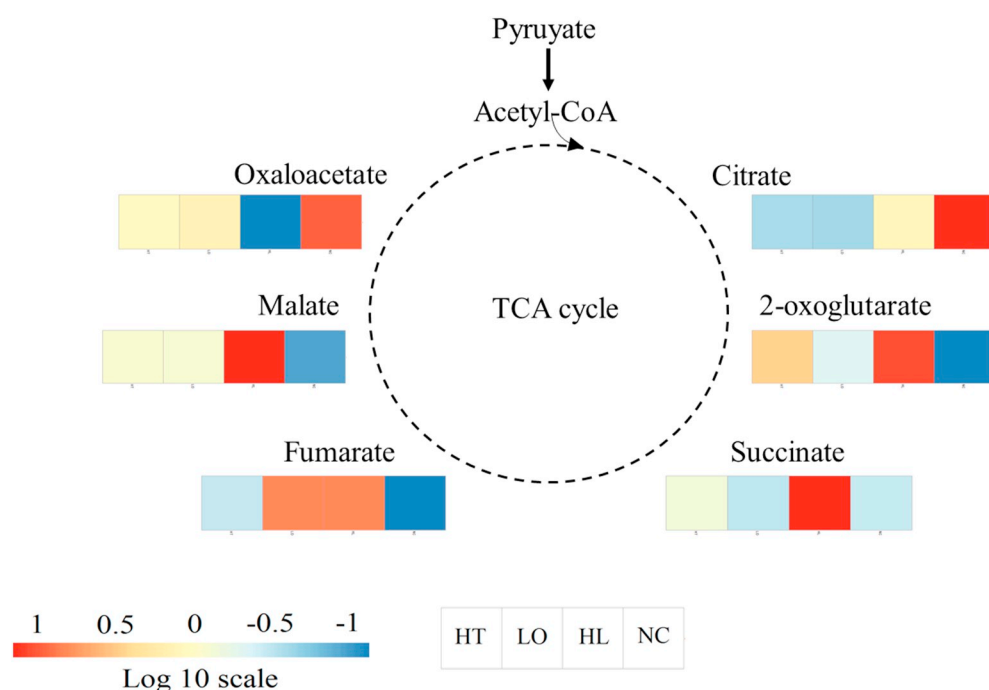 Pyruyate
Acetyl-CoA
Oxaloacetate
Citrate
Malate
TCA cycle
2-oxoglutarate
Fumarate
Succinate
1 0.5 0 -0.5 -1
Log 10 scale
HT LO HL NC